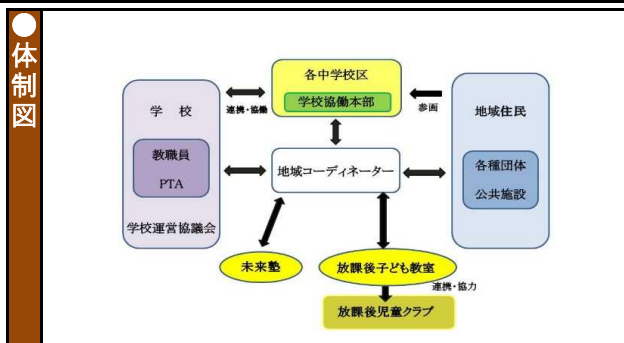 ●体制図
各中学校区
学校協働本部
学 校
教職員
PTA
学校運営協議会
連携・協働
参画
地域住民
各種団体
公共施設
地域コーディネーター
未来塾
放課後子ども教室
連携・協力
放課後児童クラブ